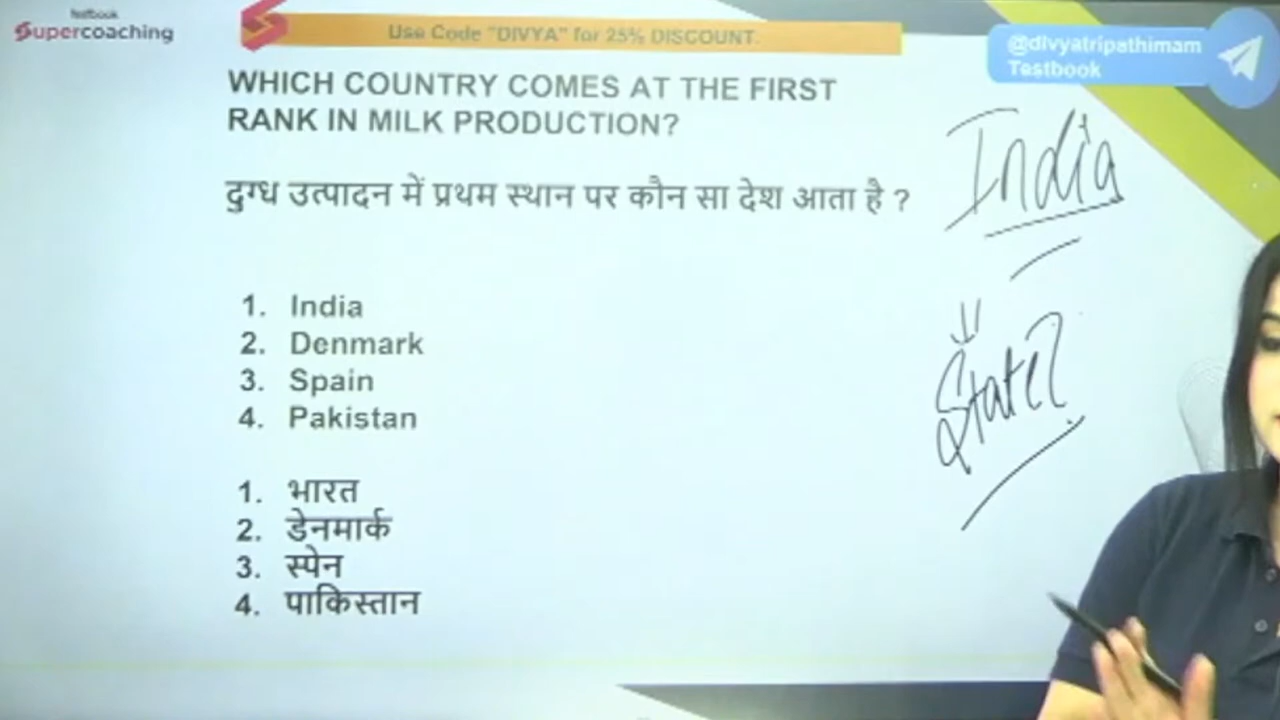 testbook
Supercoaching
Use Code "DIVYA" for 25% DISCOUNT.
@divyatripathimam
Testbook
WHICH COUNTRY COMES AT THE FIRST
RANK IN MILK PRODUCTION?
दुग्ध उत्पादन में प्रथम स्थान पर कौन सा देश आता है ?
India
State?
1. India
2. Denmark
3. Spain
4. Pakistan
1. भारत
2. डेनमार्क
3. स्पेन
4. पाकिस्तान